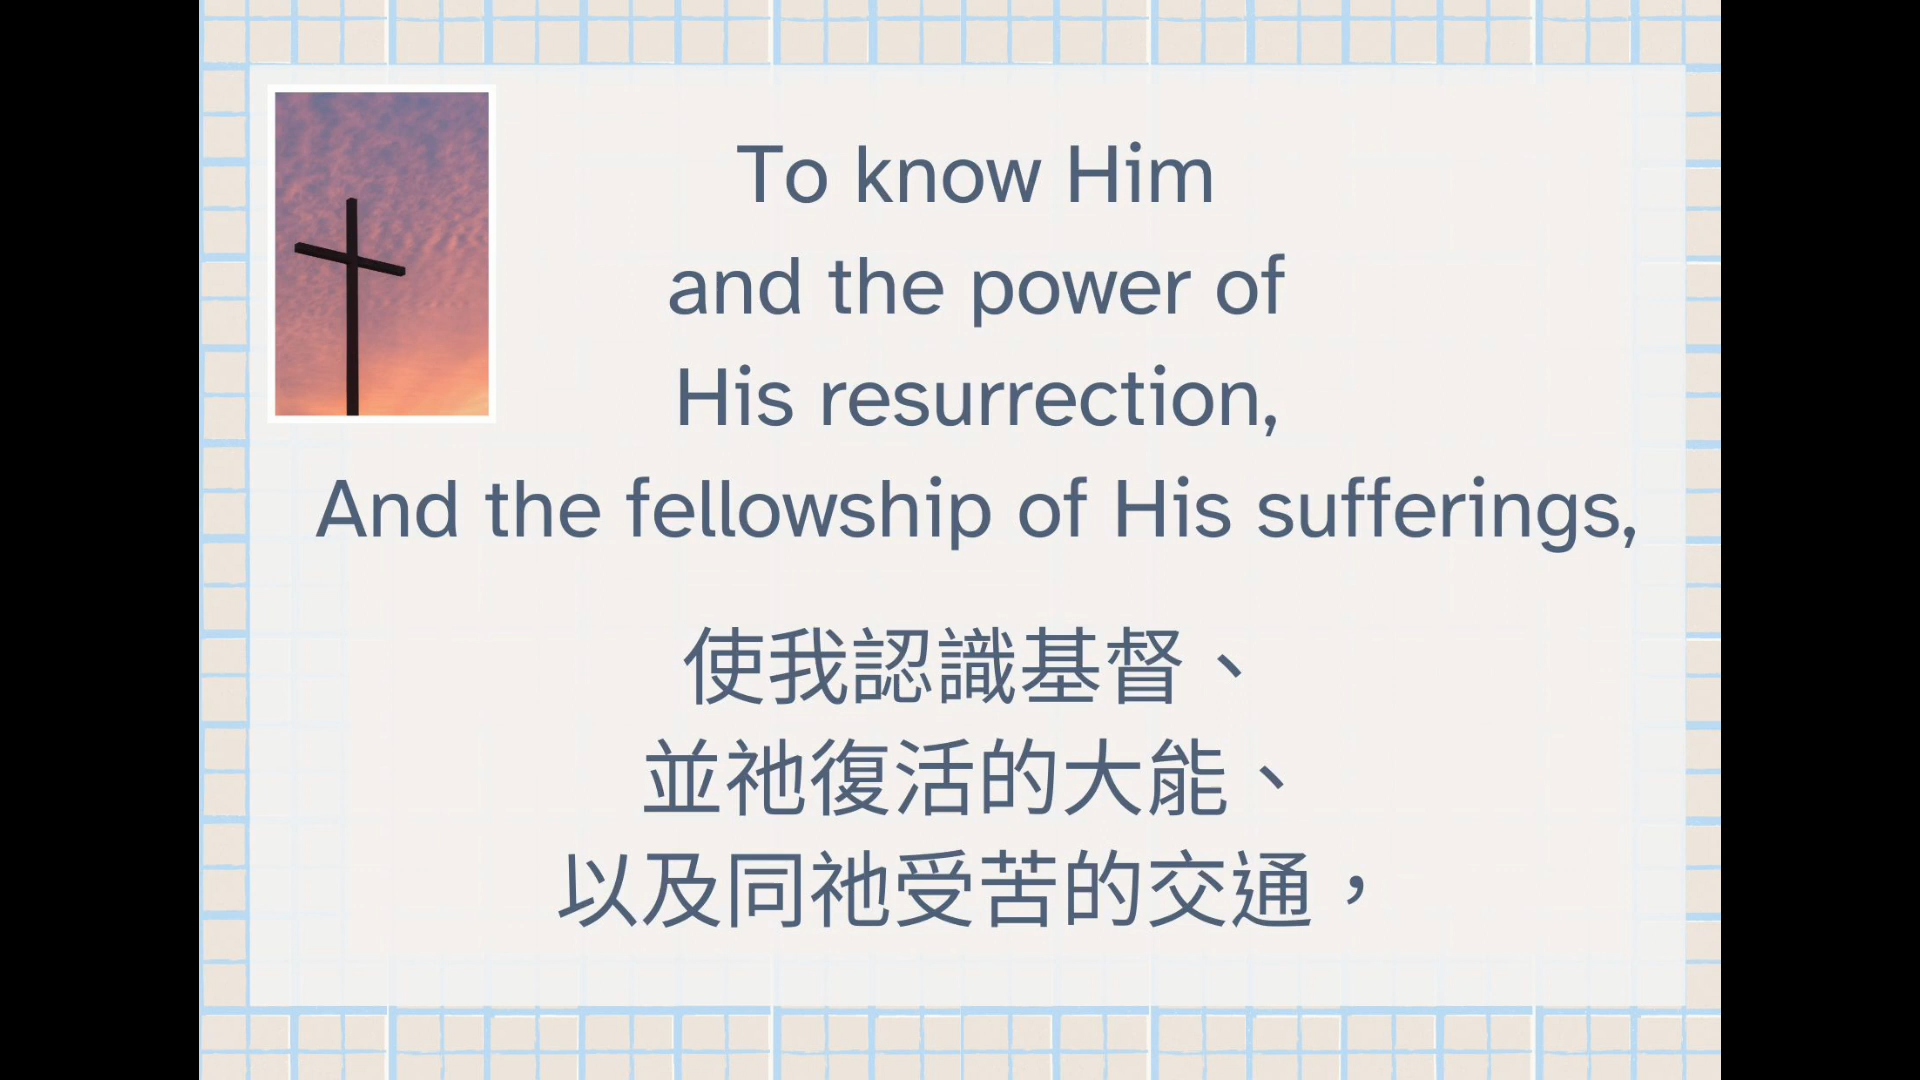 To know Him
and the power of
His resurrection,
And the fellowship of His sufferings,
使我認識基督、
並祂復活的大能、
以及同祂受苦的交通，